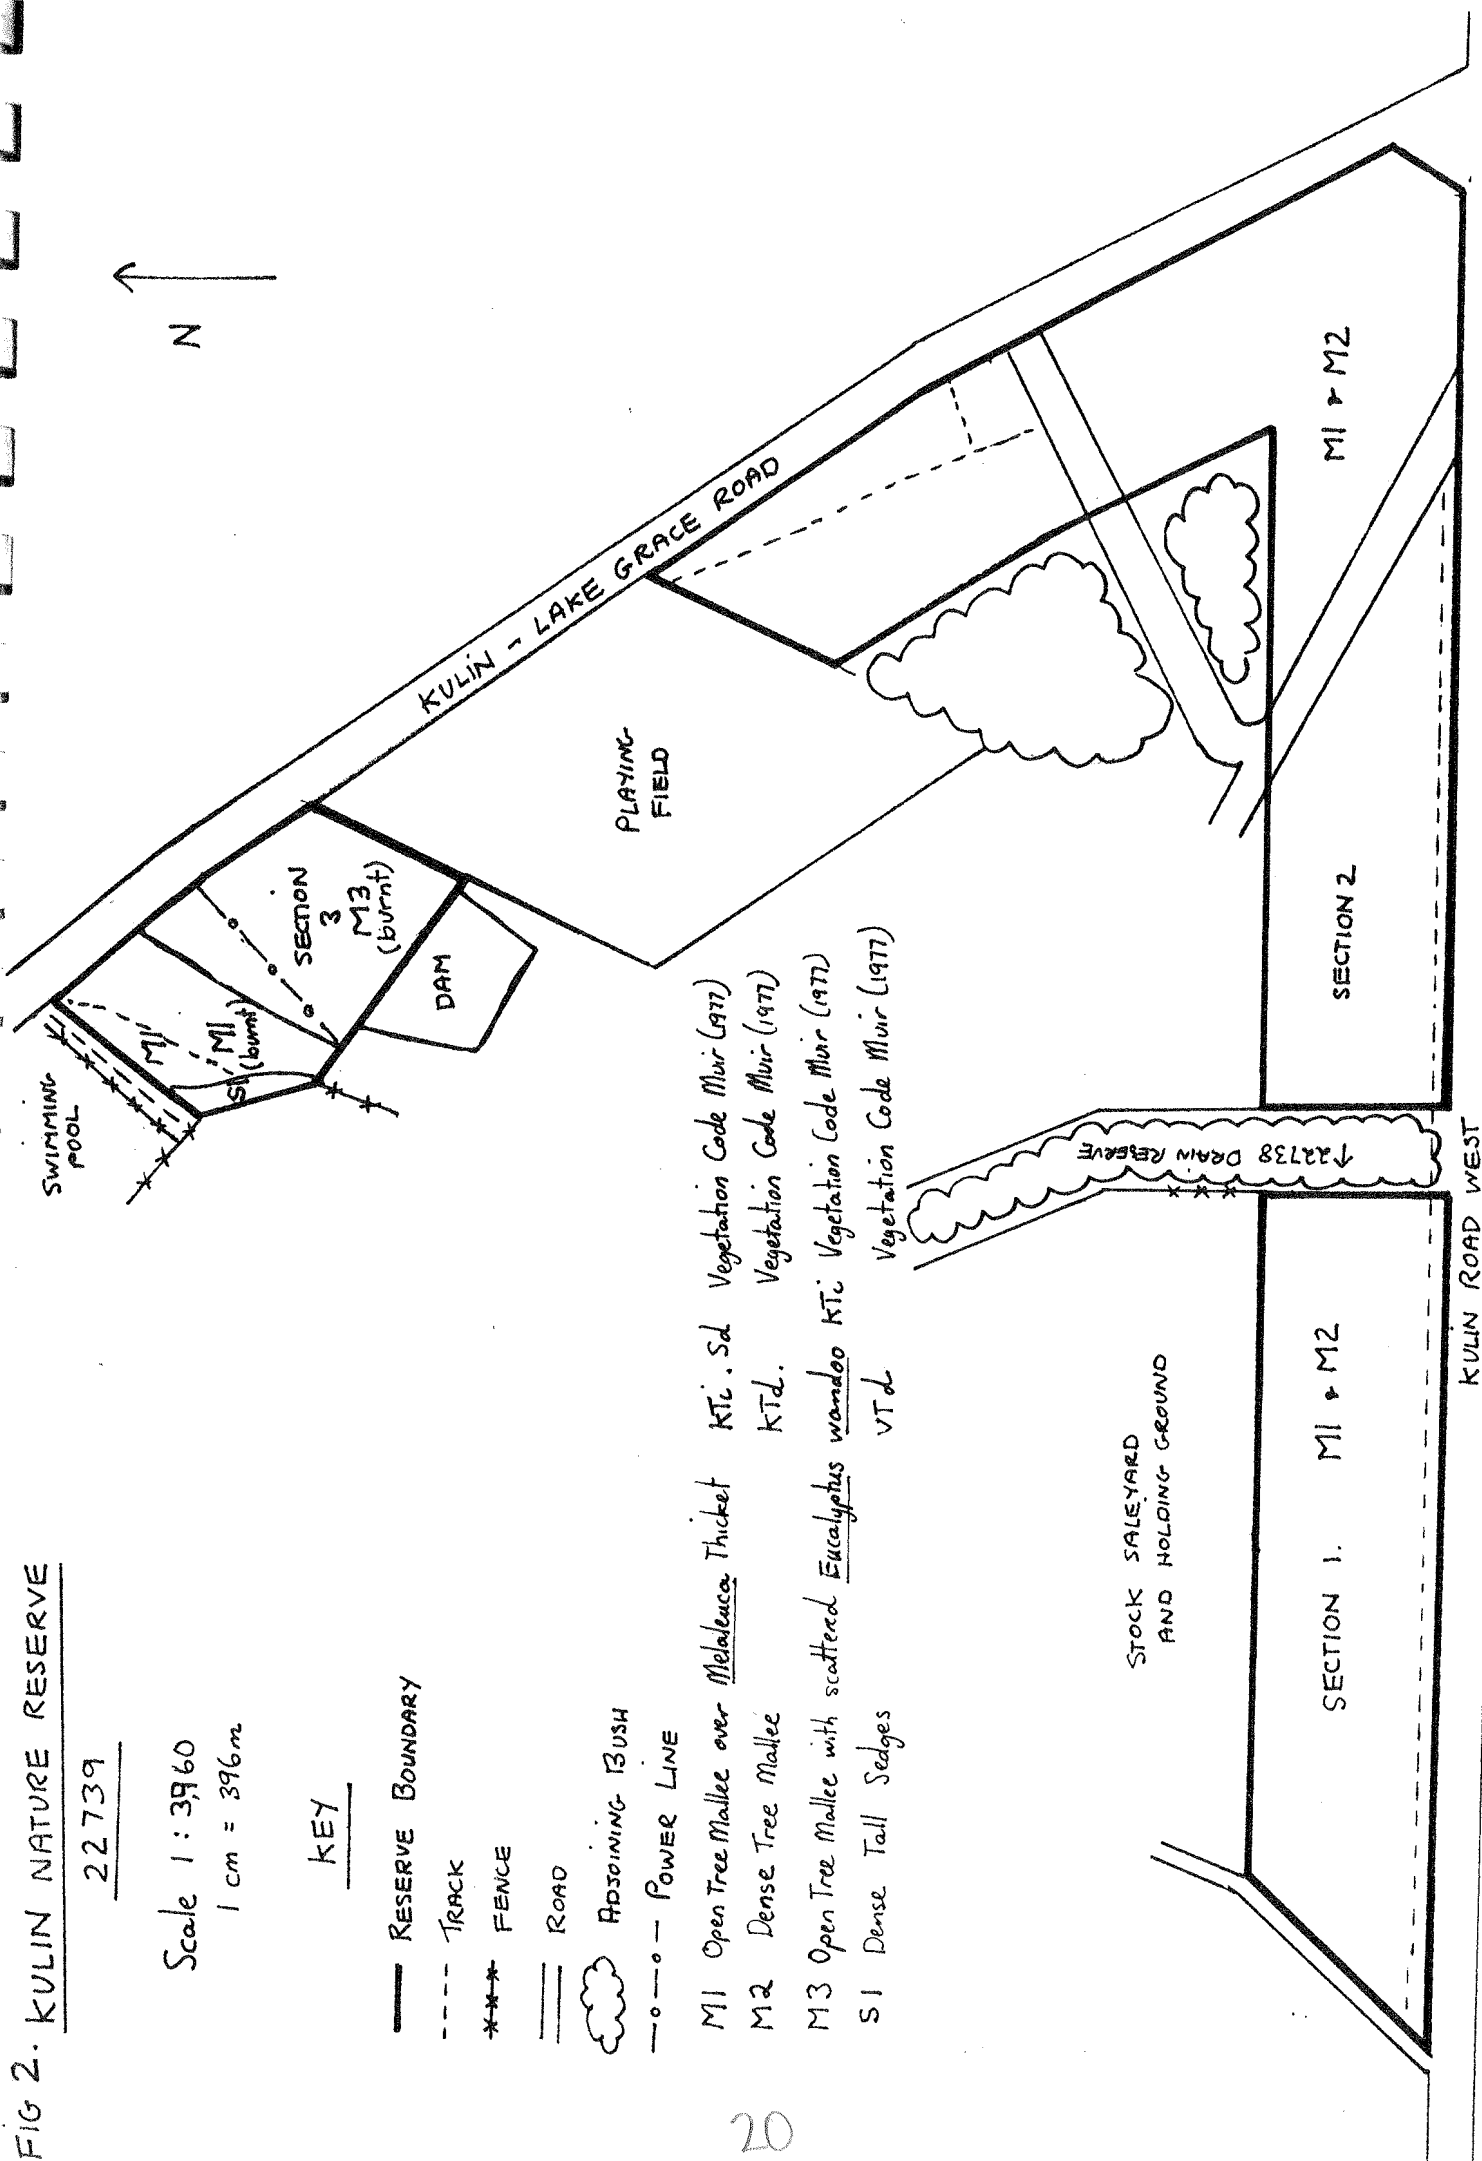 FIG 2. KULIN NATURE RESERVE
22739
Scale 1 : 3,960
1 cm = 396m
KEY
RESERVE BOUNDARY
TRACK
FENCE
ROAD
ADJOINING BUSH
POWER LINE
M1 Open Tree Mallee over Melaleuca Thicket KTi. Sd Vegetation Code Muir (1977)
M2 Dense Tree Mallee KTd. Vegetation Code Muir (1977)
M3 Open Tree Mallee with scattered Eucalyptus wandoo KTi Vegetation Code Muir (1977)
S1 Dense Tall Sedges VTd Vegetation Code Muir (1977)
N
SWIMMING
POOL
M1
M1
(burnt)
S1
SECTION
3
M3
(burnt)
DAM
KULIN - LAKE GRACE ROAD
PLAYING
FIELD
STOCK SALEYARD
AND HOLDING GROUND
↑22738 DRAIN RESERVE
SECTION 1. M1 & M2
SECTION 2
M1 & M2
KULIN ROAD WEST
20